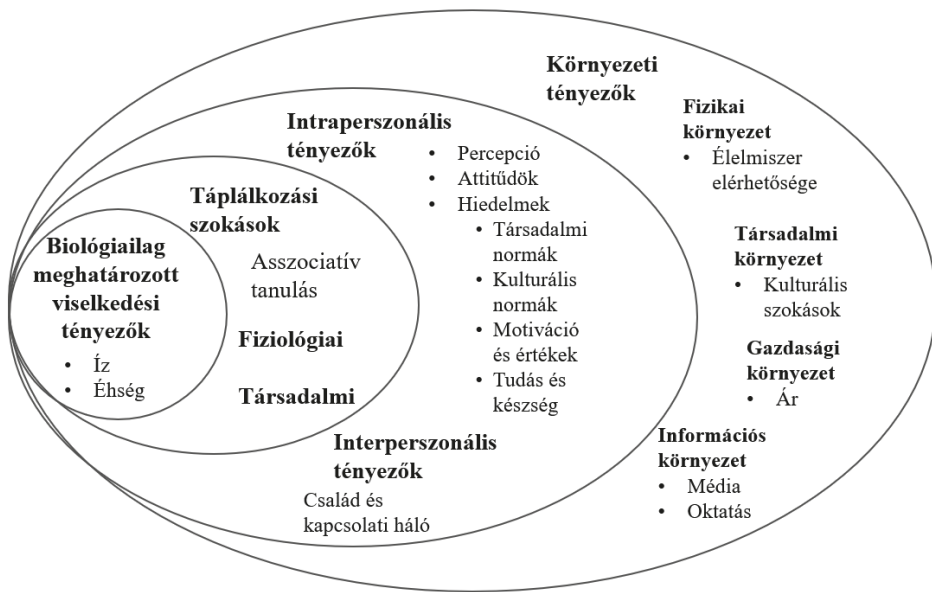 Biológiailag
meghatározott
viselkedési
tényezők
• Íz
• Éhség
Táplálkozási
szokások
Asszociatív
tanulás
Fiziológiai
Társadalmi
Intraperszonális
tényezők
• Percepció
• Attitűdök
• Hiedelmek
• Társadalmi
normák
• Kulturális
normák
• Motiváció
és értékek
• Tudás és
készség
Interperszonális
tényezők
Család és
kapcsolati háló
Környezeti
tényezők
Fizikai
környezet
• Élelmiszer
elérhetősége
Társadalmi
környezet
• Kulturális
szokások
Gazdasági
környezet
• Ár
Információs
környezet
• Média
• Oktatás